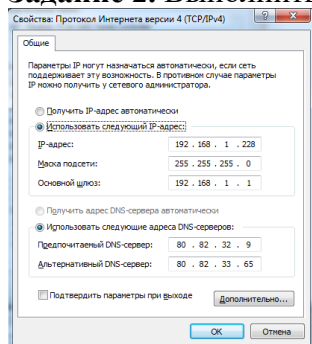 Задание 2. Выполнит
Свойства: Протокол Интернета версии 4 (TCP/IPv4)
Общие
Параметры IP могут назначаться автоматически, если сеть
поддерживает эту возможность. В противном случае параметры
IP можно получить у сетевого администратора.
Получить IP-адрес автоматически
Использовать следующий IP-адрес:
IP-адрес: 192 . 168 . 1 . 228
Маска подсети: 255 . 255 . 255 . 0
Основной шлюз: 192 . 168 . 1 . 1
Получить адрес DNS-сервера автоматически
Использовать следующие адреса DNS-серверов:
Предпочитаемый DNS-сервер: 80 . 82 . 32 . 9
Альтернативный DNS-сервер: 80 . 82 . 33 . 65
Подтвердить параметры при выходе
Дополнительно...
ОК Отмена